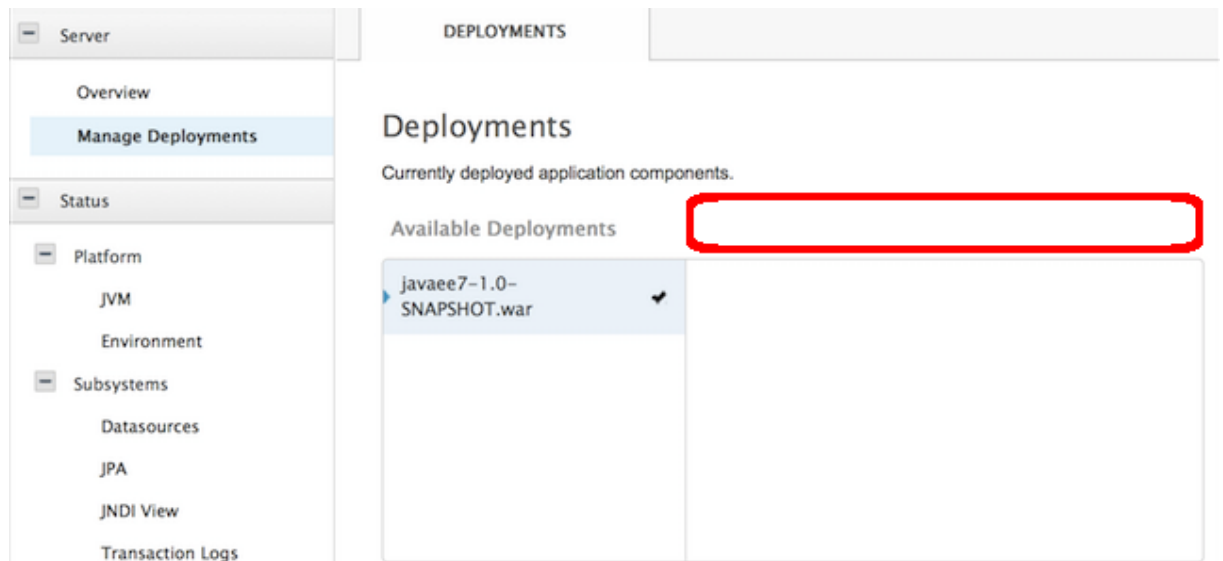 Server
Overview
Manage Deployments
Status
Platform
JVM
Environment
Subsystems
Datasources
JPA
JNDI View
Transaction Logs
DEPLOYMENTS
Deployments
Currently deployed application components.
Available Deployments
javaee7-1.0-
SNAPSHOT.war